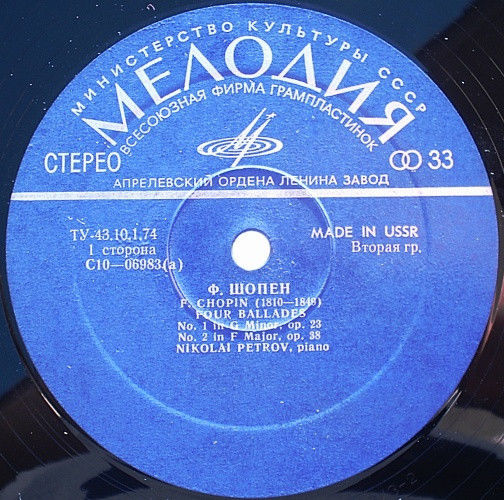 МИНИСТЕРСТВО КУЛЬТУРЫ СССР
МЕЛОДИЯ
ВСЕСОЮЗНАЯ ФИРМА ГРАМПЛАСТИНОК
СТЕРЕО
33
АПРЕЛЕВСКИЙ ОРДЕНА ЛЕНИНА ЗАВОД
ТУ-43.10.1.74
1 сторона
С10—06983(а)
MADE IN USSR
Вторая гр.
Ф. ШОПЕН
F. CHOPIN (1810—1849)
FOUR BALLADES
No. 1 in G Minor, op. 23
No. 2 in F Major, op. 38
NIKOLAI PETROV, piano